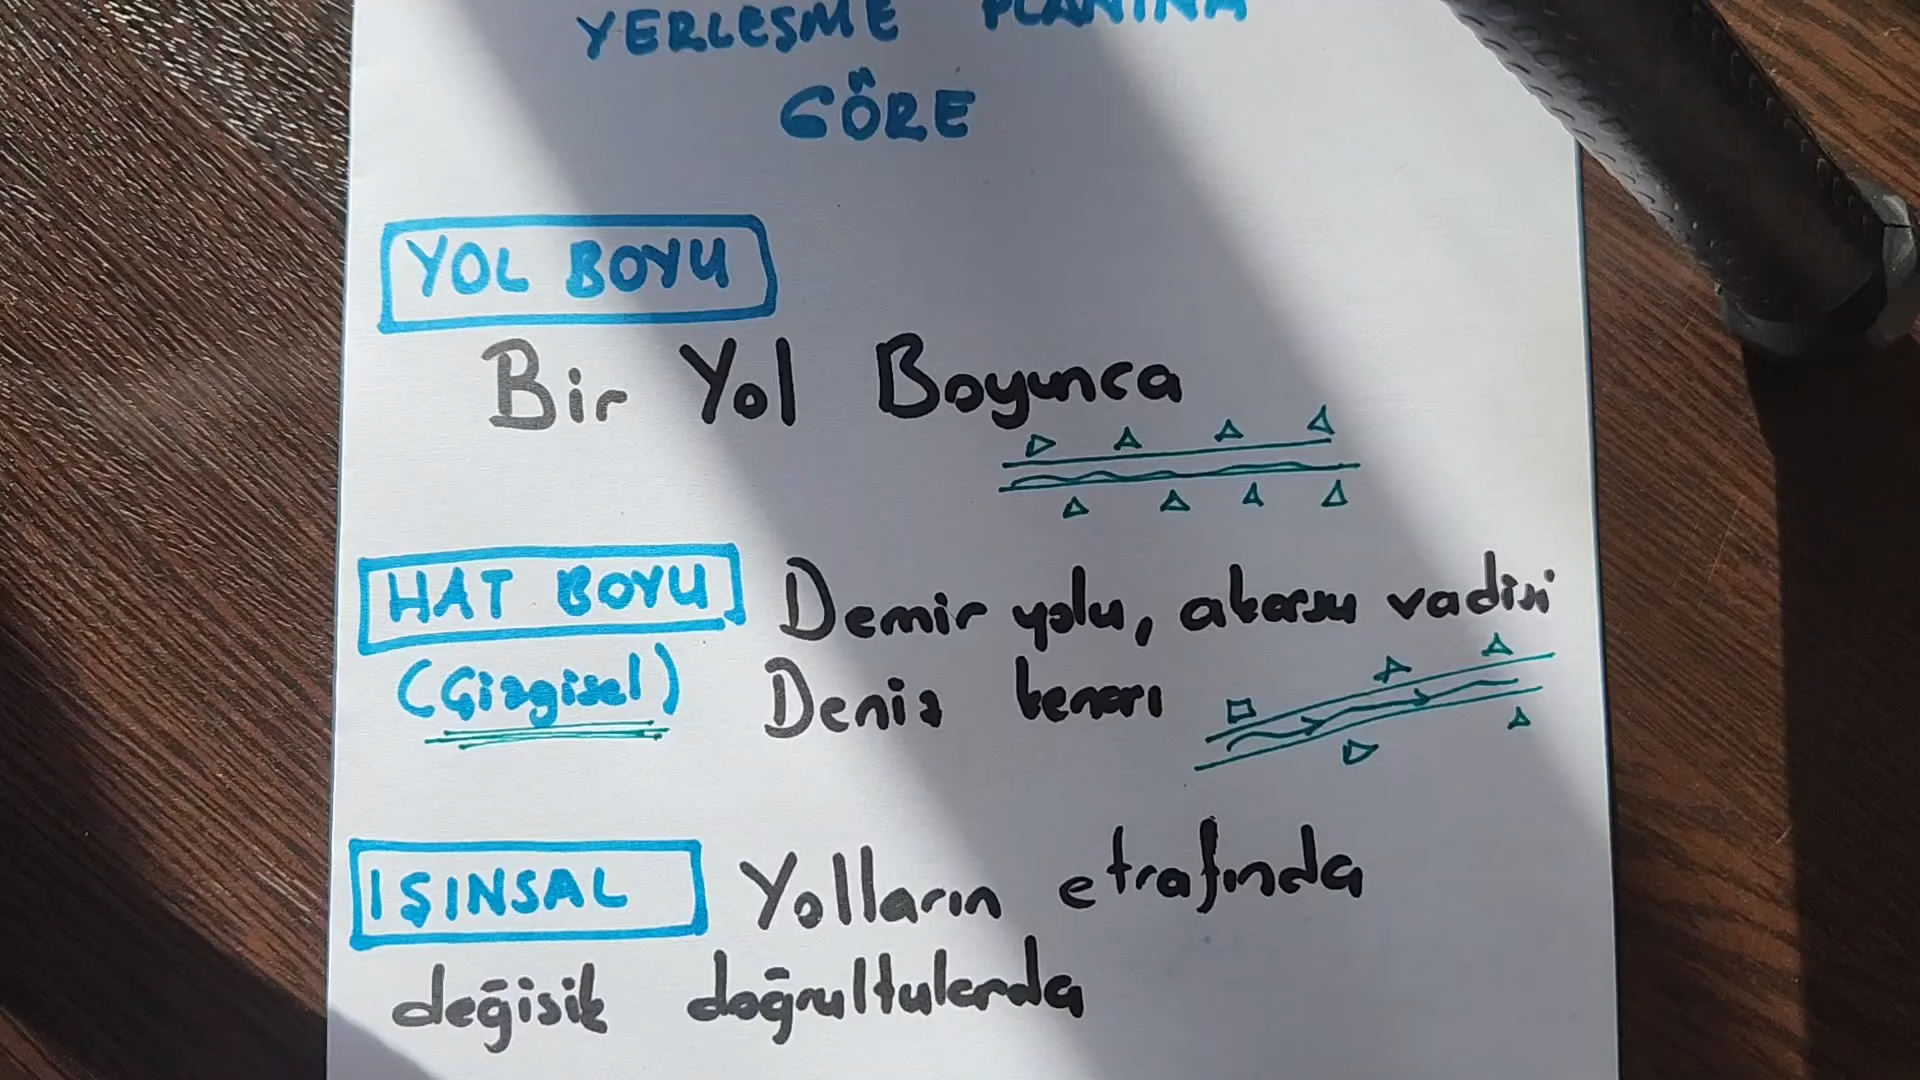 YERLEŞME PLANINA
GÖRE
YOL BOYU
Bir Yol Boyunca
HAT BOYU Demir yolu, akarsu vadisi
(Çizgisel) Deniz kenarı
IŞINSAL Yolların etrafında
değişik doğrultularda